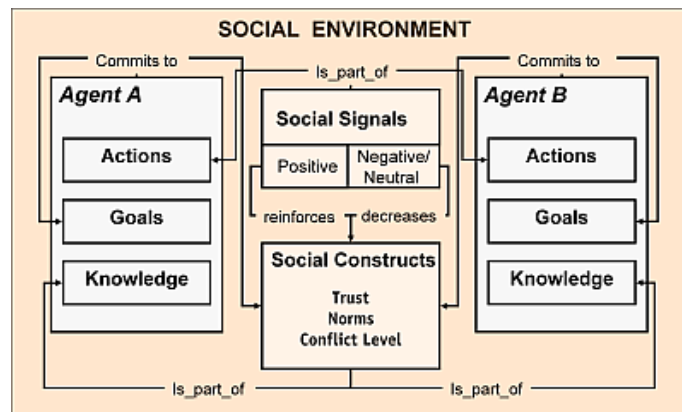 SOCIAL ENVIRONMENT
Commits to
Is_part_of
Commits to
Agent A
Actions
Goals
Knowledge
Social Signals
Positive
Negative/
Neutral
reinforces
decreases
Social Constructs
Trust
Norms
Conflict Level
Agent B
Actions
Goals
Knowledge
Is_part_of
Is_part_of